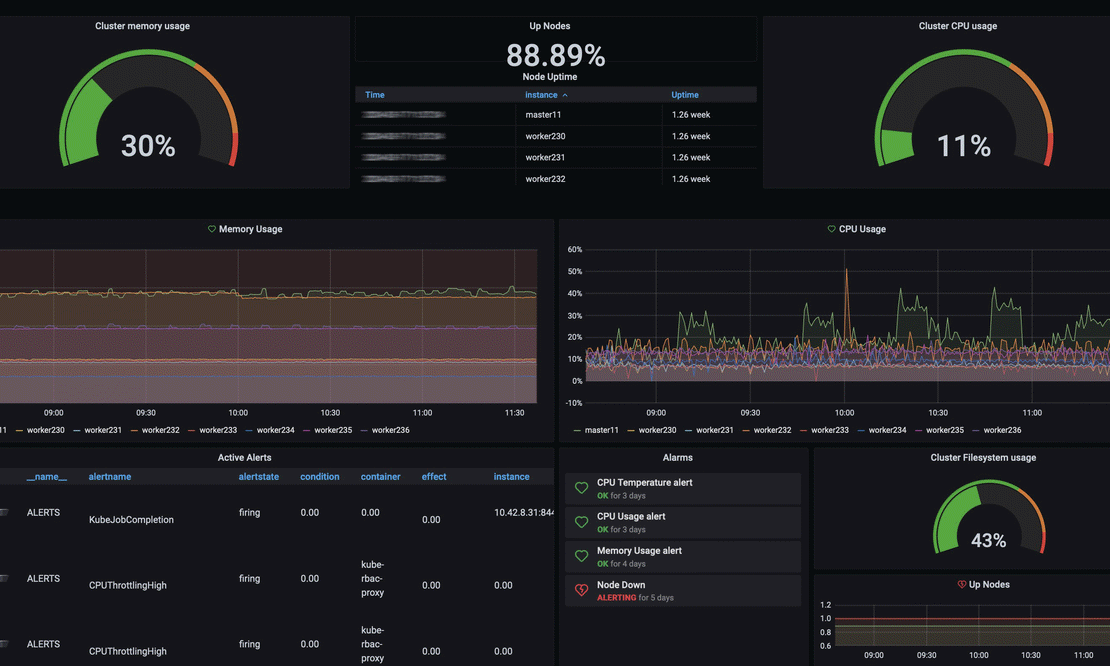 Cluster memory usage
30%
Up Nodes
88.89%
Node Uptime
Time instance Uptime
master11 1.26 week
worker230 1.26 week
worker231 1.26 week
worker232 1.26 week
Cluster CPU usage
11%
Memory Usage
09:00 09:30 10:00 10:30 11:00 11:30
11 worker230 worker231 worker232 worker233 worker234 worker235 worker236
CPU Usage
60%
50%
40%
30%
20%
10%
0%
-10%
09:00 09:30 10:00 10:30 11:00
master11 worker230 worker231 worker232 worker233 worker234 worker235 worker236
Active Alerts
__name__ alertname alertstate condition container effect instance
ALERTS KubeJobCompletion firing 0.00 0.00 0.00 10.42.8.31:844
ALERTS CPUThrottlingHigh firing 0.00 kube-
rbac-
proxy 0.00 0.00
ALERTS CPUThrottlingHigh firing 0.00 kube-
rbac-
proxy 0.00 0.00
Alarms
CPU Temperature alert
OK for 3 days
CPU Usage alert
OK for 3 days
Memory Usage alert
OK for 4 days
Node Down
ALERTING for 5 days
Cluster Filesystem usage
43%
Up Nodes
1.2
1.0
0.8
0.6
09:00 09:30 10:00 10:30 11:00